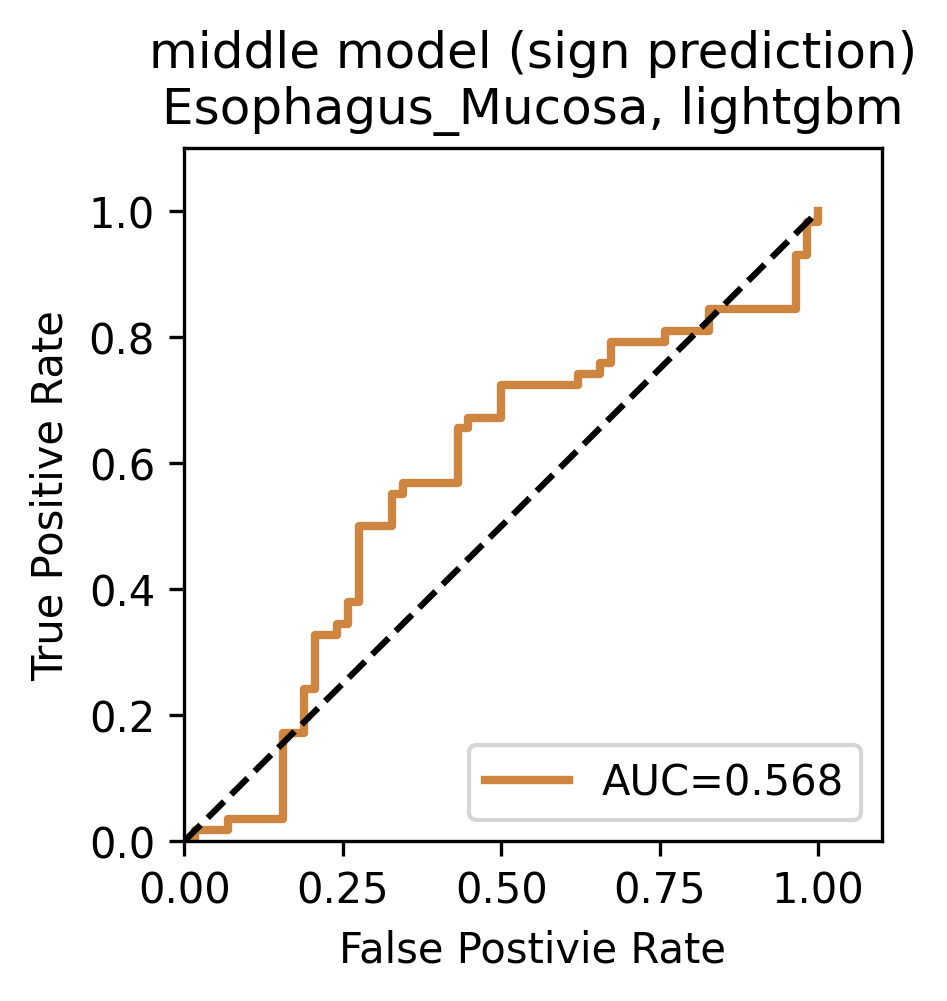 middle model (sign prediction)
Esophagus_Mucosa, lightgbm
True Positive Rate
1.0
0.8
0.6
0.4
0.2
0.0
AUC=0.568
0.00 0.25 0.50 0.75 1.00
False Postivie Rate